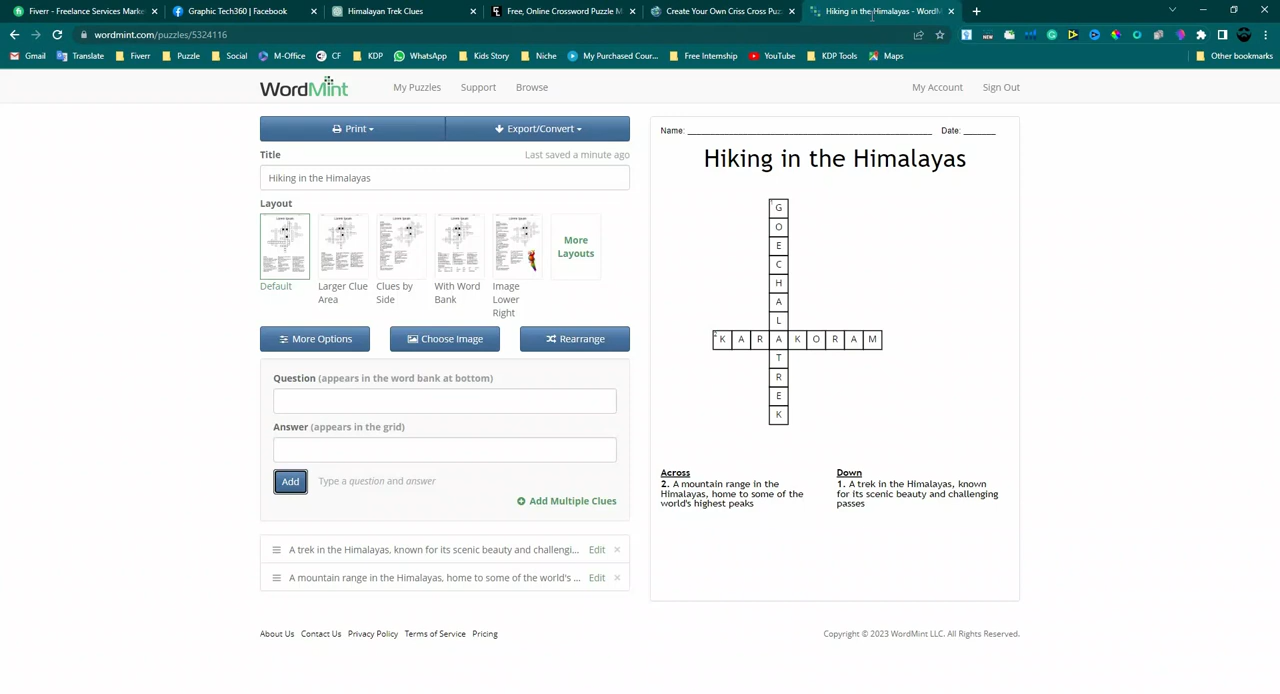 Fiverr - Freelance Services Marke
Graphic Tech360 | Facebook
Himalayan Trek Clues
Free, Online Crossword Puzzle M
Create Your Own Criss Cross Puz
Hiking in the Himalayas - WordM
wordmint.com/puzzles/5324116
Gmail
Translate
Fiverr
Puzzle
Social
M-Office
CF
KDP
WhatsApp
Kids Story
Niche
My Purchased Cour...
Free Internship
YouTube
KDP Tools
Maps
Other bookmarks
WordMint
My Puzzles
Support
Browse
My Account
Sign Out
Print
Export/Convert
Title
Last saved a minute ago
Hiking in the Himalayas
Layout
Default
Larger Clue
Area
Clues by
Side
With Word
Bank
Image
Lower
Right
More
Layouts
More Options
Choose Image
Rearrange
Question (appears in the word bank at bottom)
Answer (appears in the grid)
Add
Type a question and answer
Add Multiple Clues
A trek in the Himalayas, known for its scenic beauty and challengi...
Edit
A mountain range in the Himalayas, home to some of the world's ...
Edit
Name:
Date:
Hiking in the Himalayas
1
G
O
E
C
H
A
L
2
K A R A K O R A M
T
R
E
K
Across
2. A mountain range in the
Himalayas, home to some of the
world's highest peaks
Down
1. A trek in the Himalayas, known
for its scenic beauty and challenging
passes
About Us
Contact Us
Privacy Policy
Terms of Service
Pricing
Copyright © 2023 WordMint LLC. All Rights Reserved.